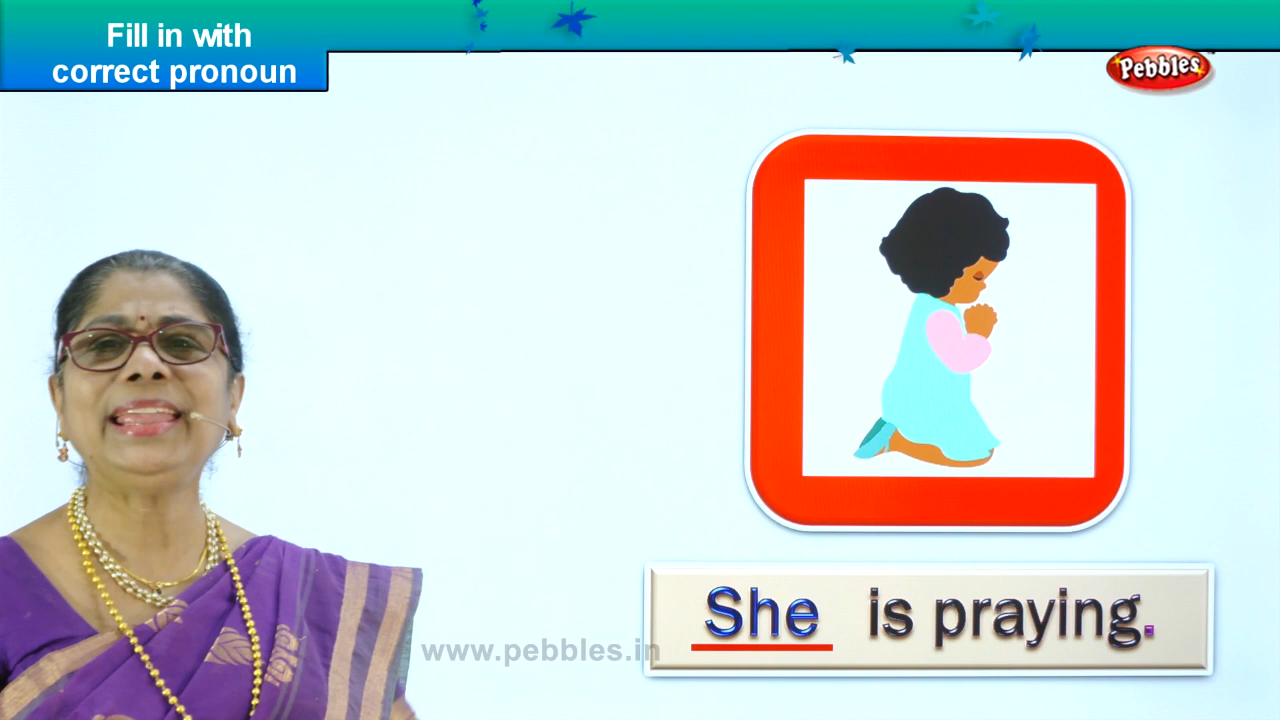 Fill in with
correct pronoun
Pebbles
She is praying.
www.pebbles.in